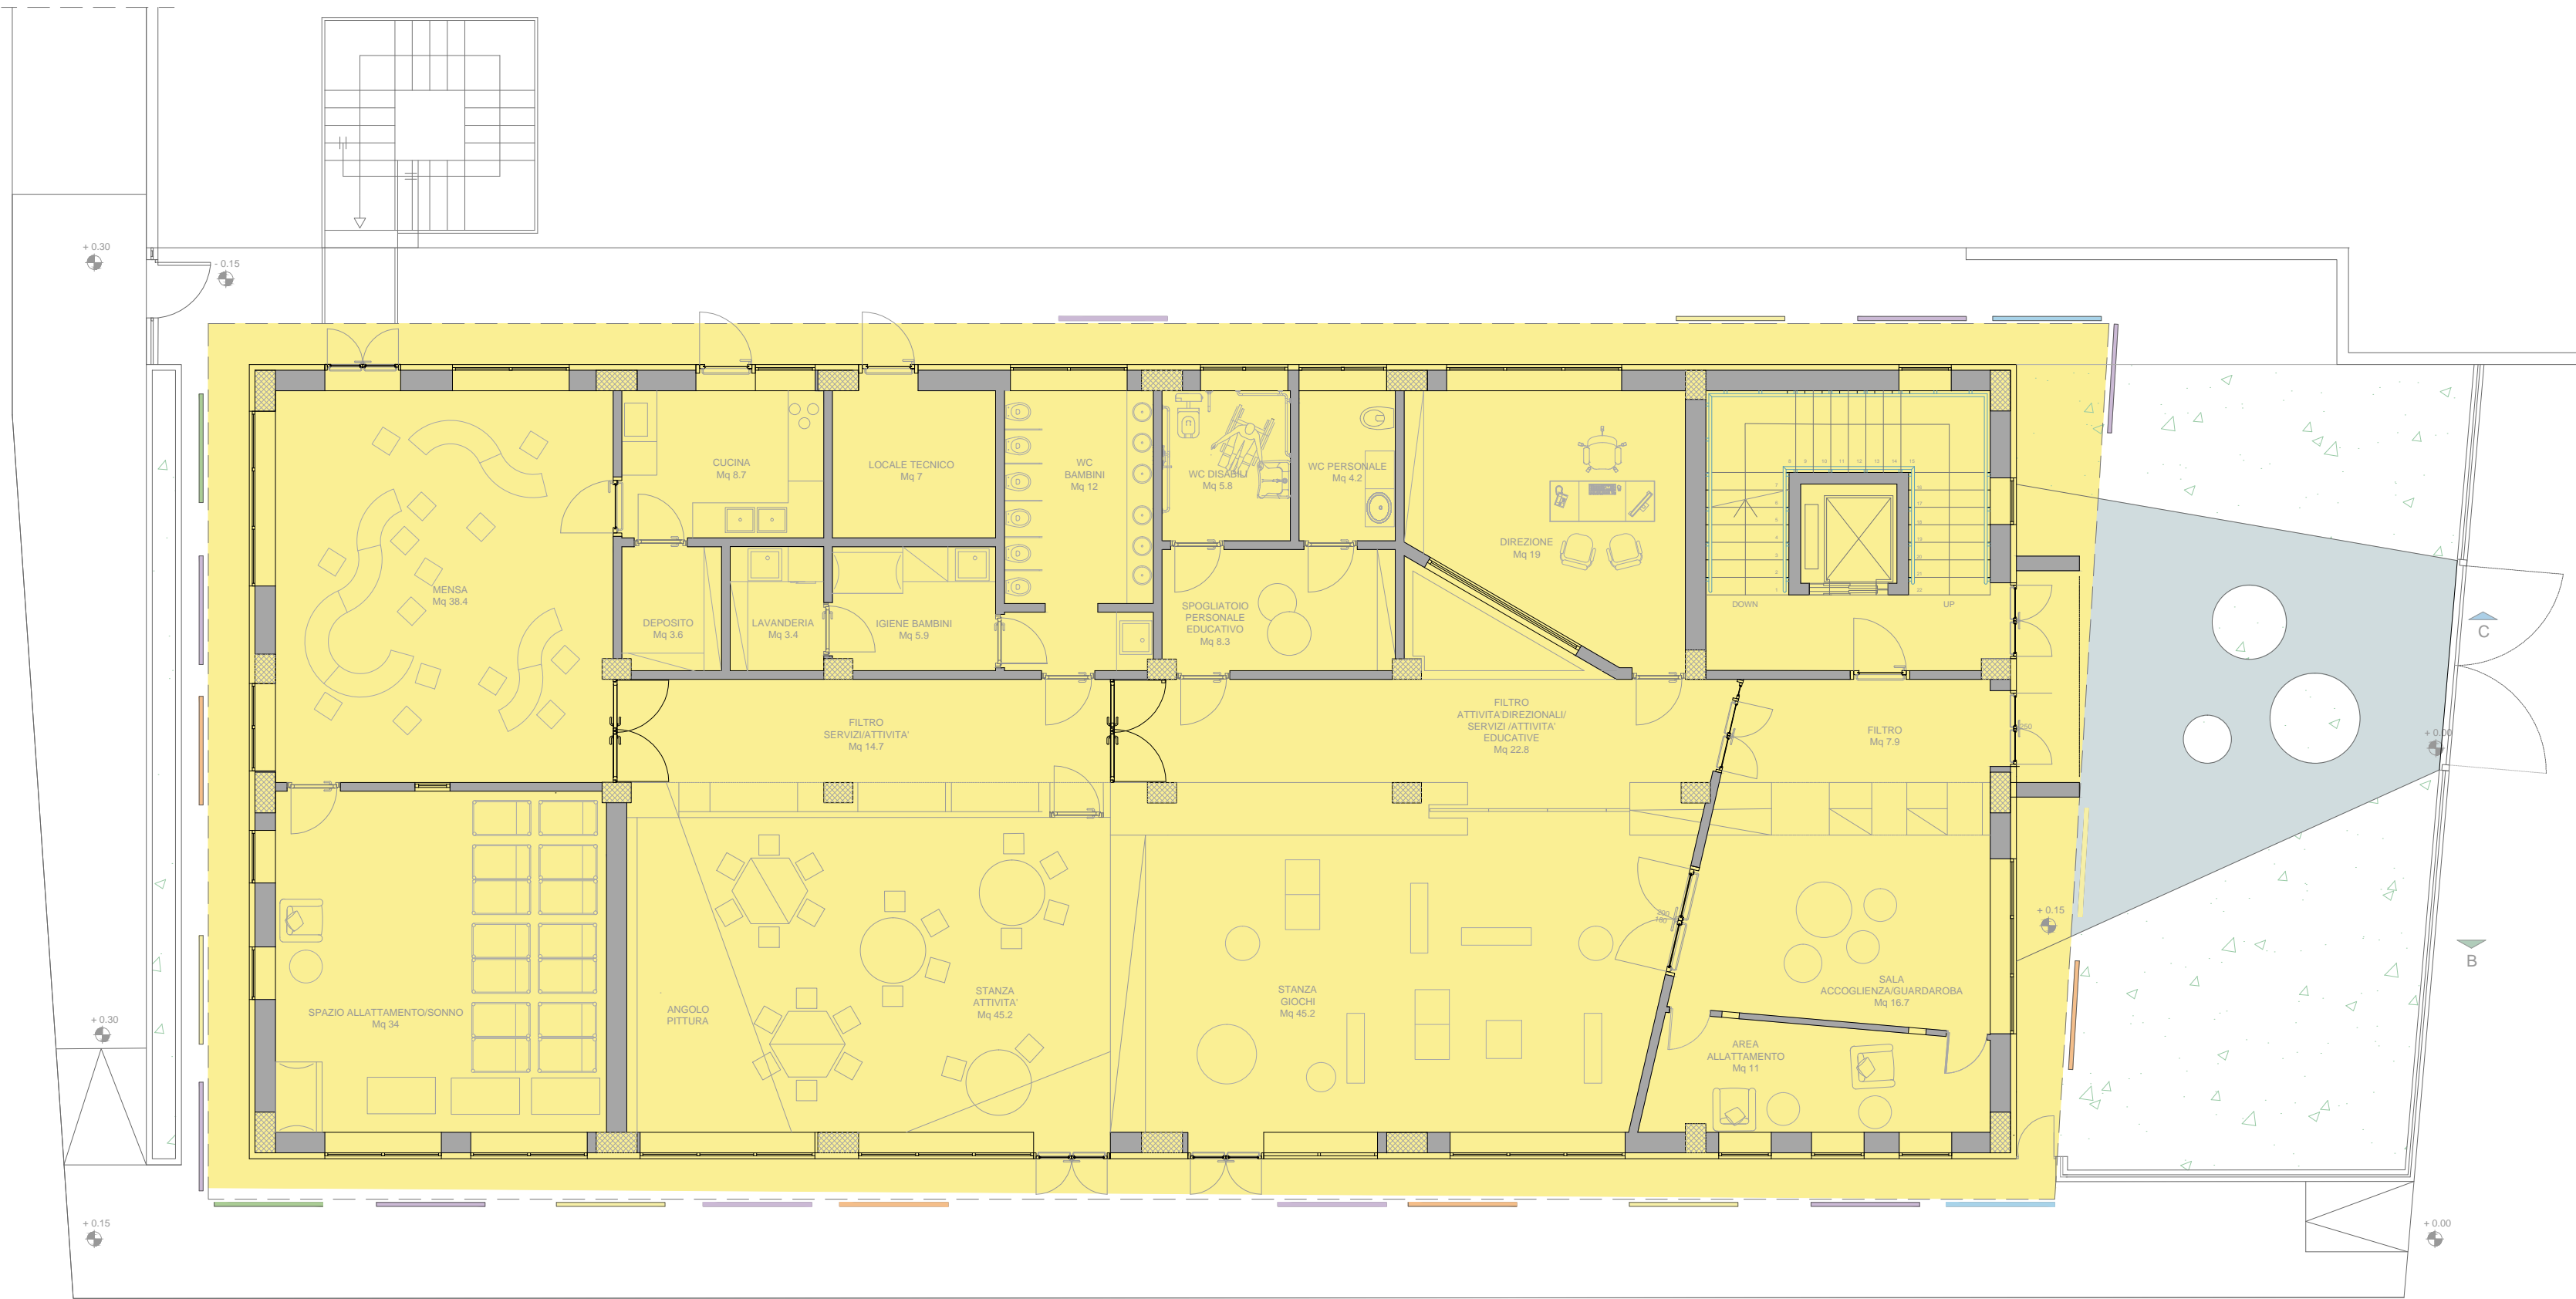 + 0.30
- 0.15
CUCINA
Mq 8.7
LOCALE TECNICO
Mq 7
WC
BAMBINI
Mq 12
WC DISABILI
Mq 5.8
WC PERSONALE
Mq 4.2
DIREZIONE
Mq 19
MENSA
Mq 38.4
DEPOSITO
Mq 3.6
LAVANDERIA
Mq 3.4
IGIENE BAMBINI
Mq 5.9
SPOGLIATOIO
PERSONALE
EDUCATIVO
Mq 8.3
DOWN
UP
C
FILTRO
SERVIZI/ATTIVITA'
Mq 14.7
FILTRO
ATTIVITA'DIREZIONALI/
SERVIZI /ATTIVITA'
EDUCATIVE
Mq 22.8
FILTRO
Mq 7.9
250
+ 0.00
+ 0.15
B
SPAZIO ALLATTAMENTO/SONNO
Mq 34
ANGOLO
PITTURA
STANZA
ATTIVITA'
Mq 45.2
STANZA
GIOCHI
Mq 45.2
SALA
ACCOGLIENZA/GUARDAROBA
Mq 16.7
AREA
ALLATTAMENTO
Mq 11
+ 0.30
+ 0.15
+ 0.00